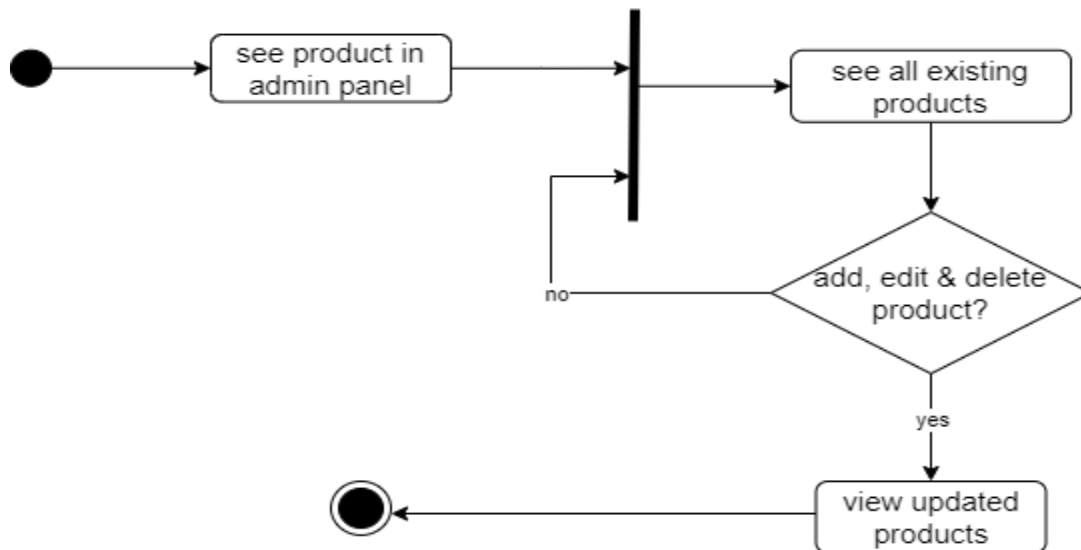 see product in
admin panel
see all existing
products
add, edit & delete
product?
no
yes
view updated
products